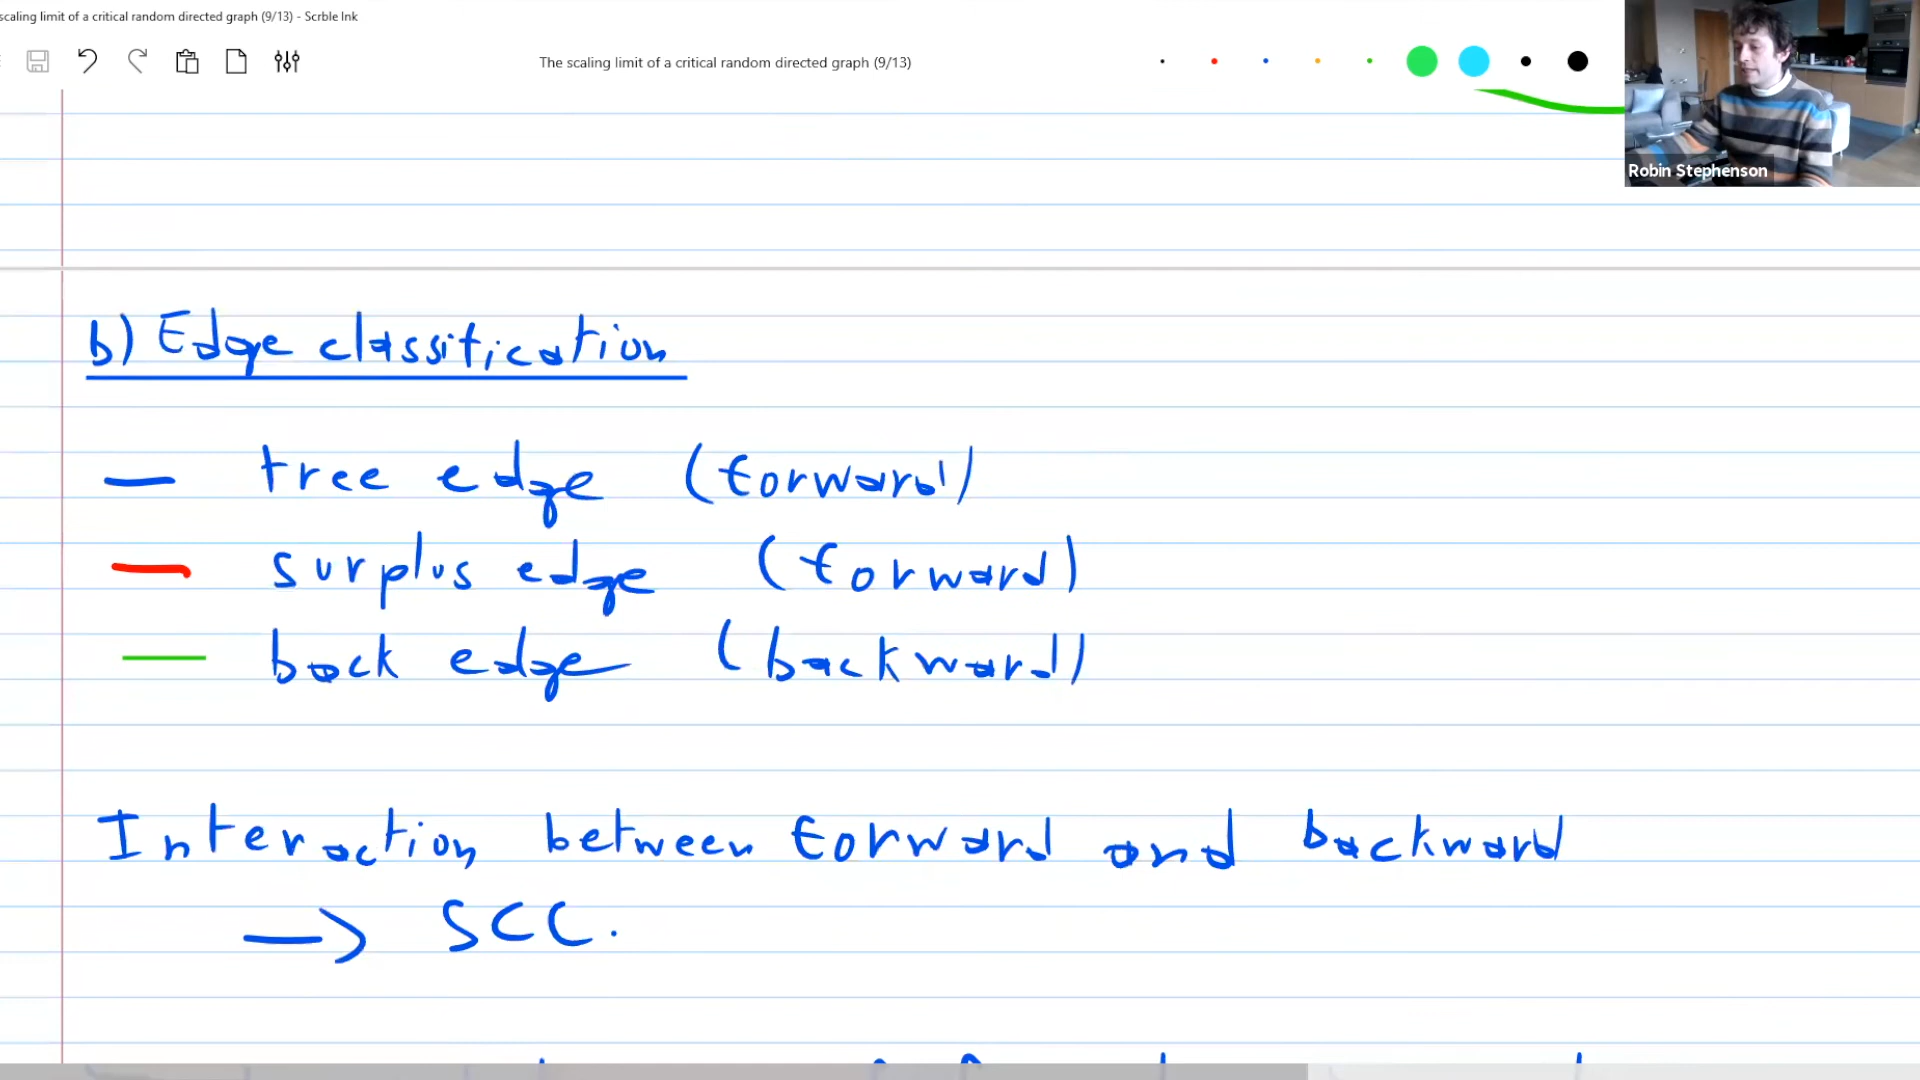 scaling limit of a critical random directed graph (9/13) - Scrble Ink
The scaling limit of a critical random directed graph (9/13)
Robin Stephenson
b) Edge classification
tree edge (forward)
surplus edge (forward)
back edge (backward)
Interaction between forward and backward
→ SCC.